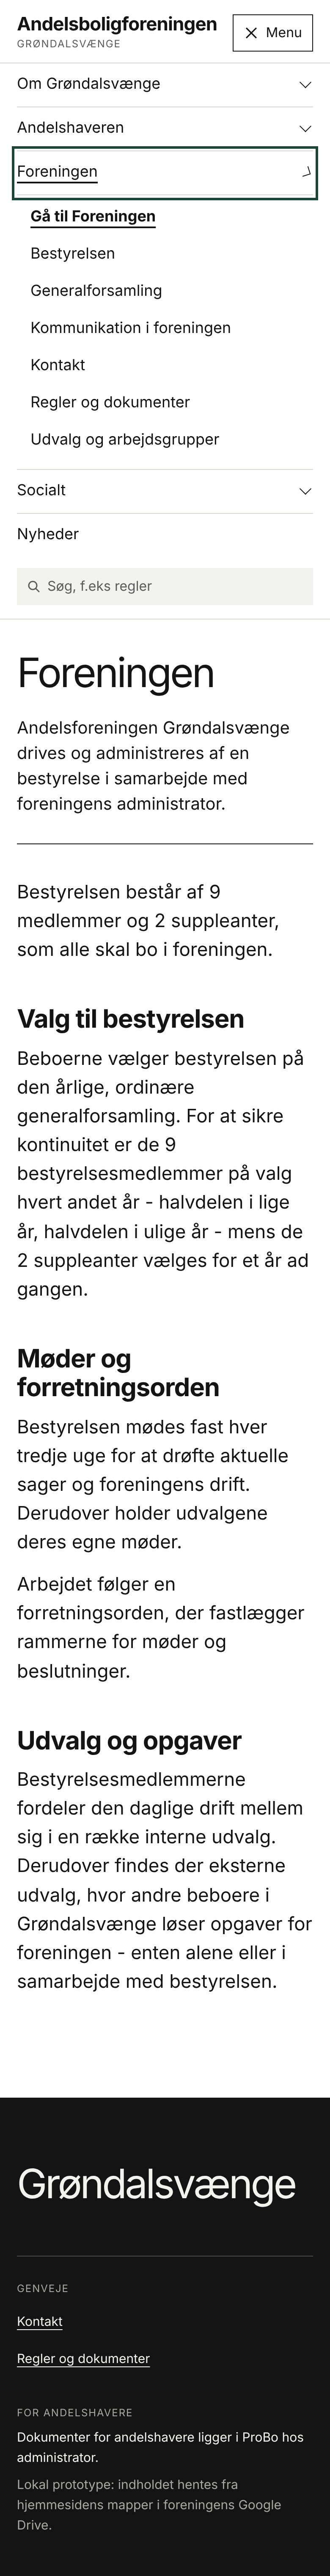 Andelsboligforeningen
GRØNDALSVÆNGE
Menu
Om Grøndalsvænge
Andelshaveren
Foreningen
Gå til Foreningen
Bestyrelsen
Generalforsamling
Kommunikation i foreningen
Kontakt
Regler og dokumenter
Udvalg og arbejdsgrupper
Socialt
Nyheder
Søg, f.eks regler
Foreningen
Andelsforeningen Grøndalsvænge
drives og administreres af en
bestyrelse i samarbejde med
foreningens administrator.
Bestyrelsen består af 9
medlemmer og 2 suppleanter,
som alle skal bo i foreningen.
Valg til bestyrelsen
Beboerne vælger bestyrelsen på
den årlige, ordinære
generalforsamling. For at sikre
kontinuitet er de 9
bestyrelsesmedlemmer på valg
hvert andet år - halvdelen i lige
år, halvdelen i ulige år - mens de
2 suppleanter vælges for et år ad
gangen.
Møder og
forretningsorden
Bestyrelsen mødes fast hver
tredje uge for at drøfte aktuelle
sager og foreningens drift.
Derudover holder udvalgene
deres egne møder.
Arbejdet følger en
forretningsorden, der fastlægger
rammerne for møder og
beslutninger.
Udvalg og opgaver
Bestyrelsesmedlemmerne
fordeler den daglige drift mellem
sig i en række interne udvalg.
Derudover findes der eksterne
udvalg, hvor andre beboere i
Grøndalsvænge løser opgaver for
foreningen - enten alene eller i
samarbejde med bestyrelsen.
Grøndalsvænge
GENVEJE
Kontakt
Regler og dokumenter
FOR ANDELSHAVERE
Dokumenter for andelshavere ligger i ProBo hos
administrator.
Lokal prototype: indholdet hentes fra
hjemmesidens mapper i foreningens Google
Drive.